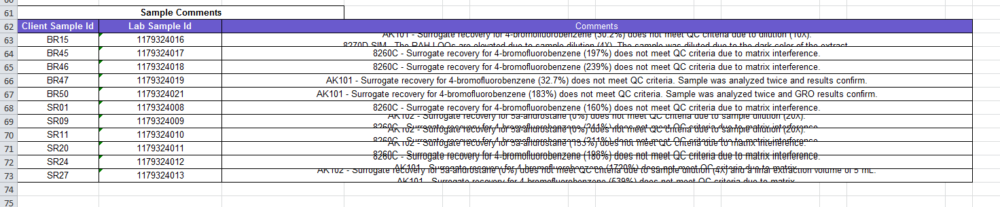 61 Sample Comments
62 Client Sample Id Lab Sample Id Comments
63 BR15 1179324016 AK101 - Surrogate recovery for 4-bromofluorobenzene (30.2%) does not meet QC criteria due to dilution (10X).
8270D SIM - The PAH LOQs are elevated due to sample dilution (4X). The sample was diluted due to the dark color of the extract.
64 BR45 1179324017 8260C - Surrogate recovery for 4-bromofluorobenzene (197%) does not meet QC criteria due to matrix interference.
65 BR46 1179324018 8260C - Surrogate recovery for 4-bromofluorobenzene (239%) does not meet QC criteria due to matrix interference.
66 BR47 1179324019 AK101 - Surrogate recovery for 4-bromofluorobenzene (32.7%) does not meet QC criteria. Sample was analyzed twice and results confirm.
67 BR50 1179324021 AK101 - Surrogate recovery for 4-bromofluorobenzene (183%) does not meet QC criteria. Sample was analyzed twice and GRO results confirm.
68 SR01 1179324008 8260C - Surrogate recovery for 4-bromofluorobenzene (160%) does not meet QC criteria due to matrix interference.
69 SR09 1179324009 AK102 - Surrogate recovery for 5a-androstane (0%) does not meet QC criteria due to sample dilution (20X).
8260C - Surrogate recovery for 4-bromofluorobenzene does not meet QC criteria due to matrix interference.
70 SR11 1179324010 AK102 - Surrogate recovery for 5a-androstane (0%) does not meet QC criteria due to sample dilution (20X).
8260C - Surrogate recovery for 4-bromofluorobenzene (211%) does not meet QC criteria due to matrix interference.
71 SR20 1179324011 AK102 - Surrogate recovery for 5a-androstane (153%) does not meet QC criteria due to matrix interference.
72 SR24 1179324012 8260C - Surrogate recovery for 4-bromofluorobenzene does not meet QC criteria due to matrix interference.
AK101 - Surrogate recovery for 4-bromofluorobenzene (1720%) does not meet QC criteria due to matrix
73 SR27 1179324013 AK102 - Surrogate recovery for 5a-androstane (0%) does not meet QC criteria due to sample dilution (4X) and a final extraction volume of 5 mL.
AK101 - Surrogate recovery for 4-bromofluorobenzene (539%) does not meet QC criteria due to matrix
74
75